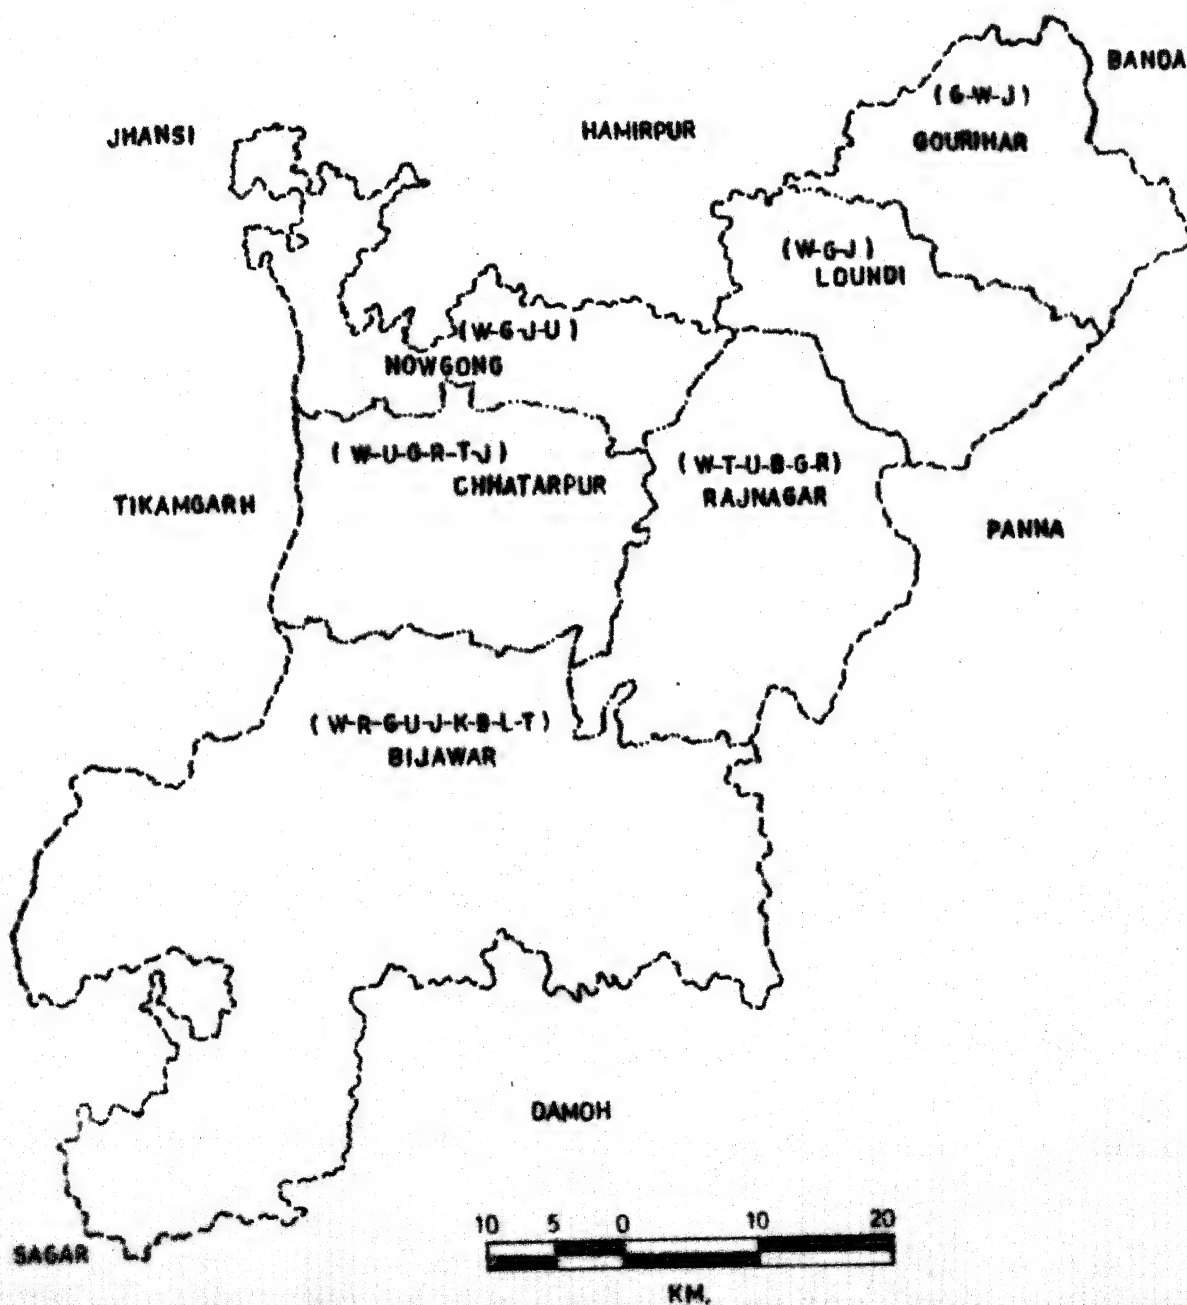 BANDA
(G-W-J)
GOURIHAR
JHANSI
HAMIRPUR
(W-G-J)
LOUNDI
(W-G-J-U)
NOWGONG
(W-U-G-R-T-J)
CHHATARPUR
(W-T-U-B-G-R)
RAJNAGAR
TIKAMGARH
PANNA
(W-R-G-U-J-K-B-L-T)
BIJAWAR
DAMOH
SAGAR
10 5 0 10 20
KM.